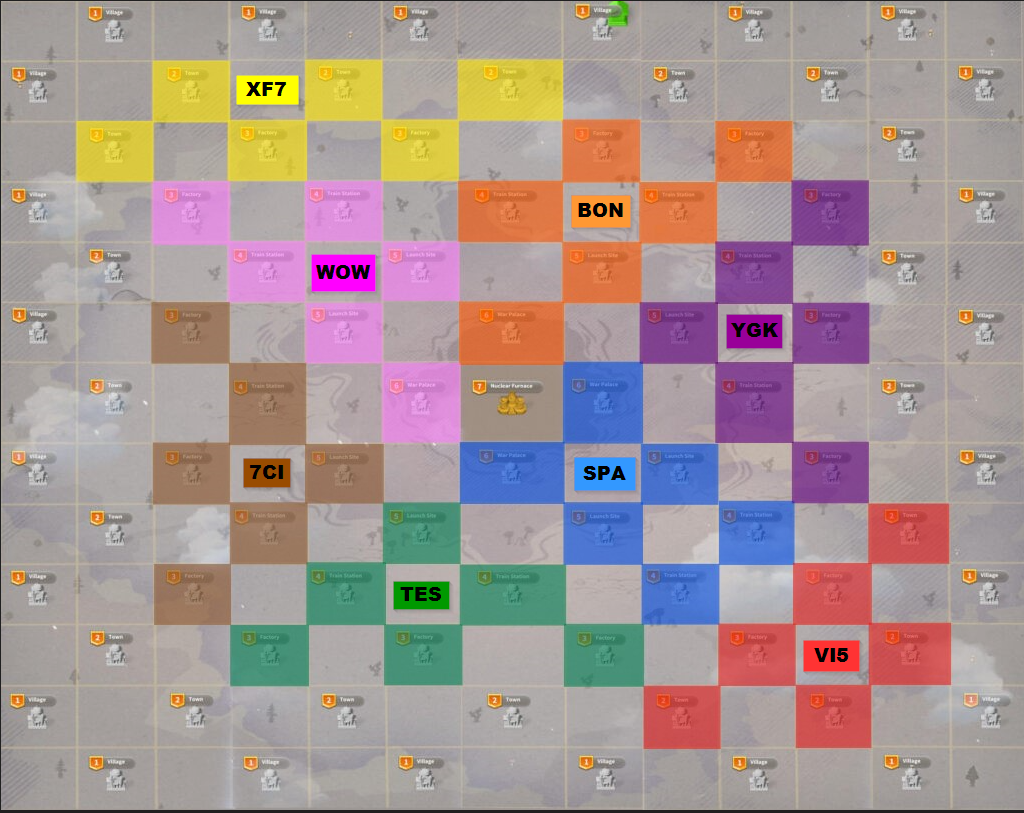 1 Village
1 Village
1 Village
1 Village
1 Village
1 Village
1 Village
2 Town
XF7
2 Town
2 Town
2 Town
2 Town
1 Village
2 Town
3 Factory
3 Factory
3 Factory
3 Factory
2 Town
1 Village
3 Factory
4 Train Station
4 Train Station
BON
4 Train Station
3 Factory
1 Village
2 Town
4 Train Station
WOW
5 Launch Site
5 Launch Site
4 Train Station
2 Town
1 Village
3 Factory
5 Launch Site
6 War Palace
5 Launch Site
YGK
3 Factory
1 Village
2 Town
4 Train Station
6 War Palace
7 Nuclear Furnace
6 War Palace
4 Train Station
2 Town
1 Village
3 Factory
7CI
5 Launch Site
6 War Palace
SPA
5 Launch Site
3 Factory
1 Village
2 Town
4 Train Station
5 Launch Site
5 Launch Site
4 Train Station
2 Town
1 Village
3 Factory
4 Train Station
TES
4 Train Station
4 Train Station
3 Factory
1 Village
2 Town
3 Factory
3 Factory
3 Factory
3 Factory
VI5
2 Town
1 Village
2 Town
2 Town
2 Town
2 Town
2 Town
1 Village
1 Village
1 Village
1 Village
1 Village
1 Village
1 Village